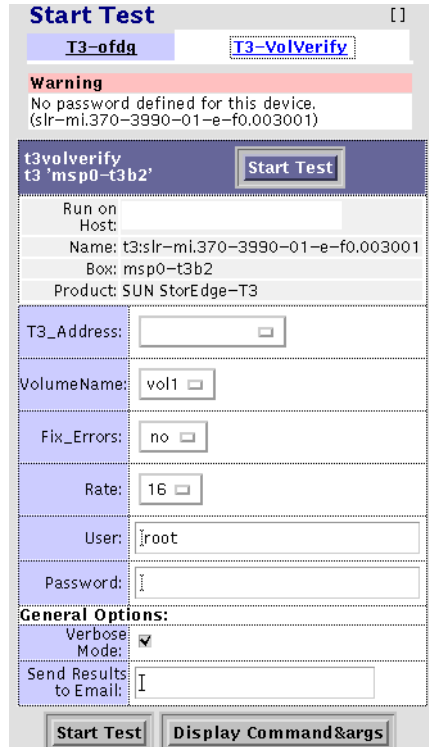 Start Test [ ]
T3-ofdg T3-VolVerify
Warning
No password defined for this device.
(slr-mi.370-3990-01-e-f0.003001)
t3volverify
t3 'msp0-t3b2'
Start Test
Run on
Host:
Name: t3:slr-mi.370-3990-01-e-f0.003001
Box: msp0-t3b2
Product: SUN StorEdge-T3
T3_Address:
VolumeName: vol1
Fix_Errors: no
Rate: 16
User: root
Password:
General Options:
Verbose
Mode:
Send Results
to Email:
Start Test Display Command&args